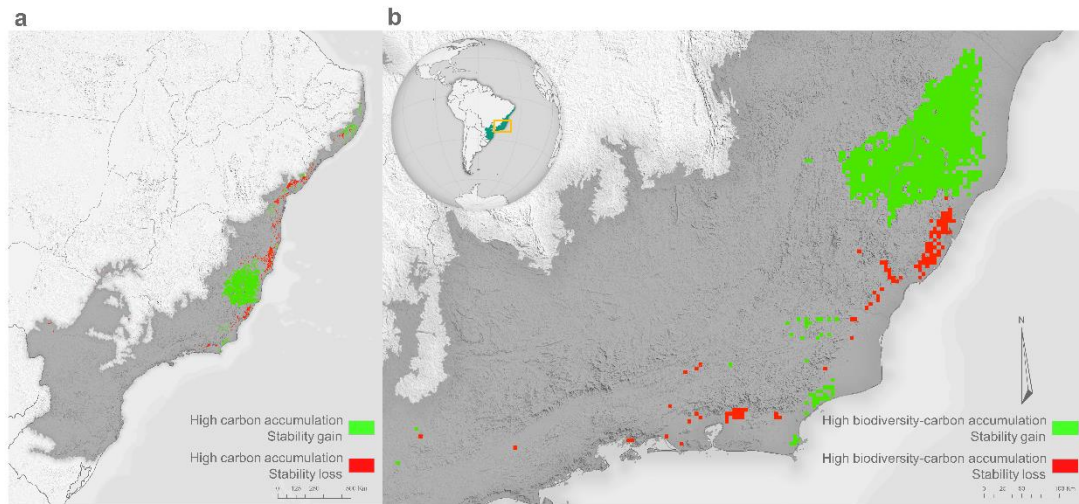 a
b
High carbon accumulation
Stability gain
High carbon accumulation
Stability loss
N
High biodiversity-carbon accumulation
Stability gain
High biodiversity-carbon accumulation
Stability loss